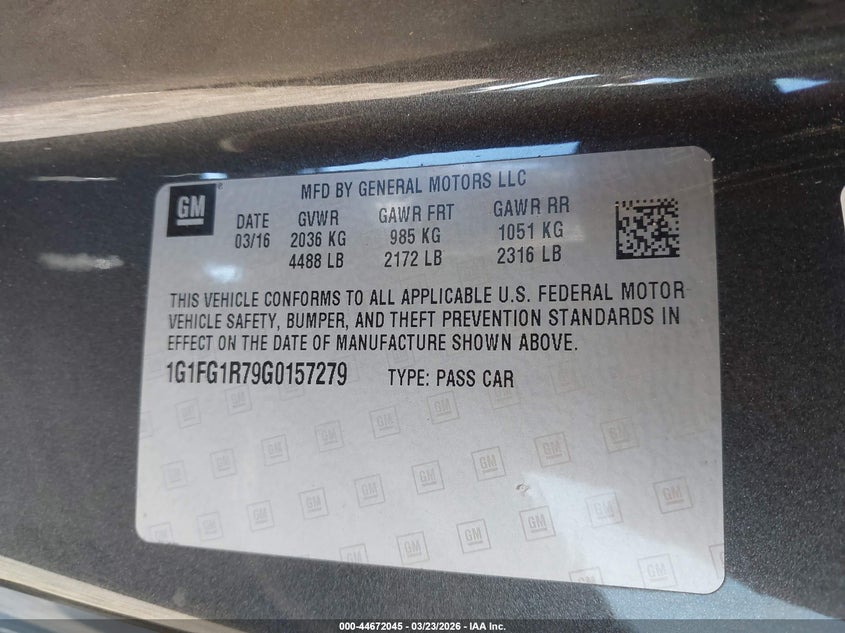 GM
MFD BY GENERAL MOTORS LLC
DATE GVWR GAWR FRT GAWR RR
03/16 2036 KG 985 KG 1051 KG
4488 LB 2172 LB 2316 LB
THIS VEHICLE CONFORMS TO ALL APPLICABLE U.S. FEDERAL MOTOR
VEHICLE SAFETY, BUMPER, AND THEFT PREVENTION STANDARDS IN
EFFECT ON THE DATE OF MANUFACTURE SHOWN ABOVE.
1G1FG1R79G0157279 TYPE: PASS CAR
000-44672045 - 03/23/2026 - IAA Inc.